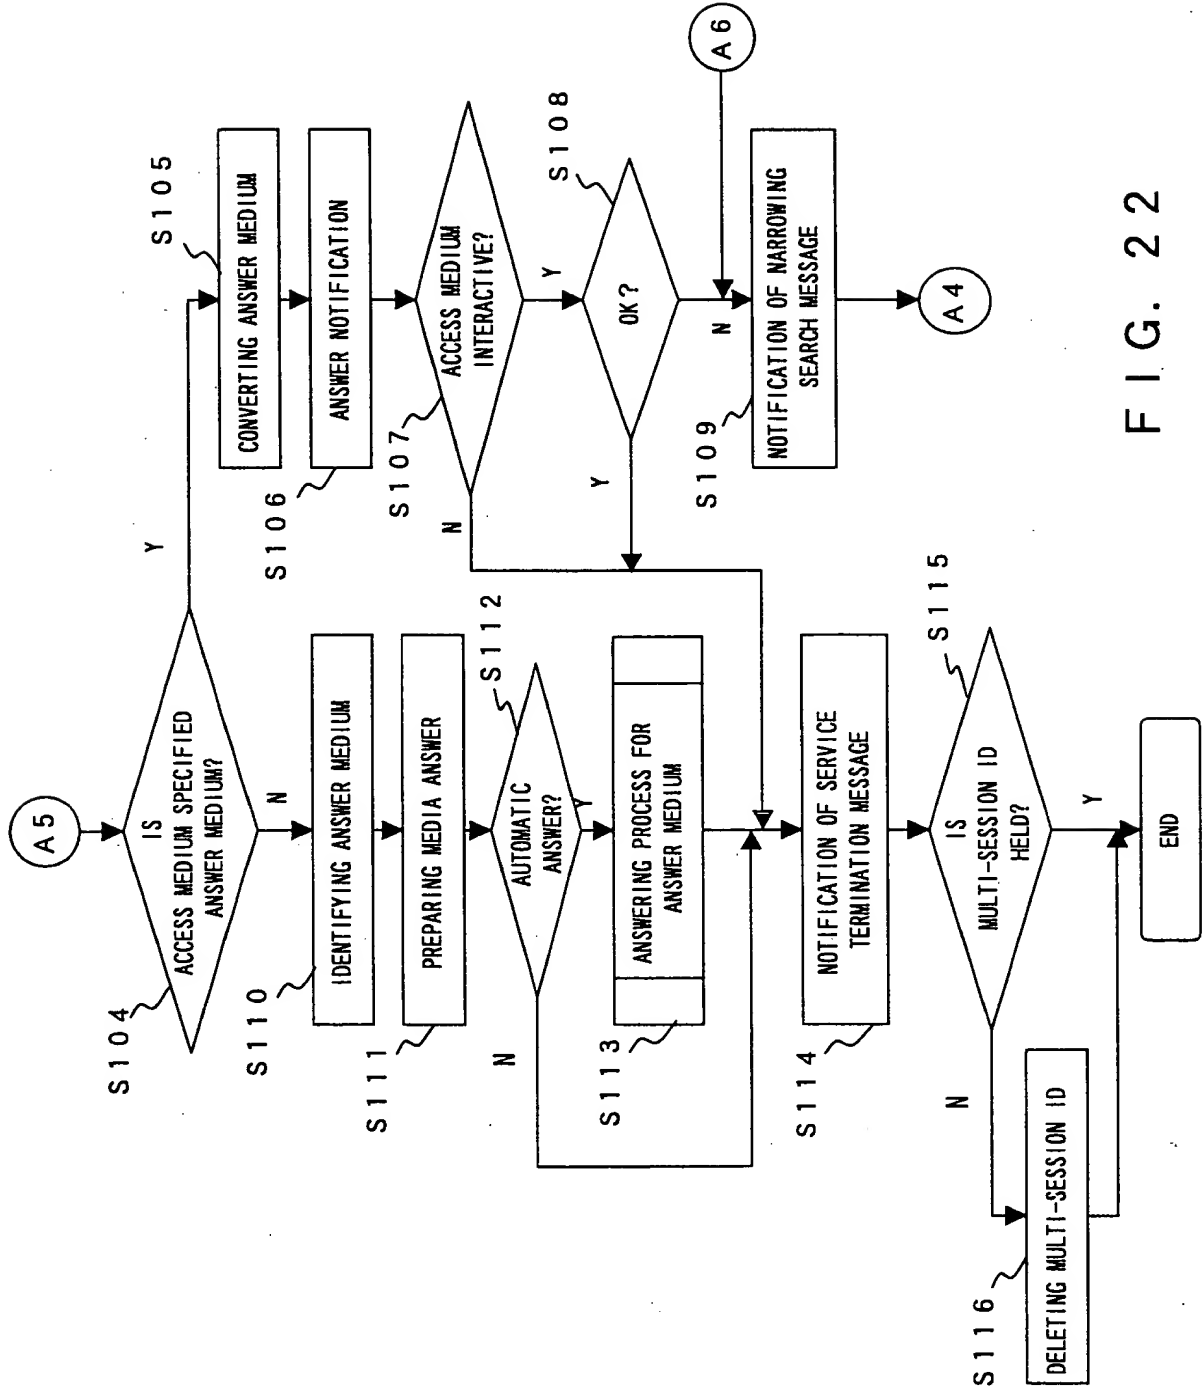 A5
IS
ACCESS MEDIUM SPECIFIED
ANSWER MEDIUM?
S104
Y
N
S105
CONVERTING ANSWER MEDIUM
S106
ANSWER NOTIFICATION
S107
ACCESS MEDIUM
INTERACTIVE?
N
Y
S108
OK?
Y
N
A6
S109
NOTIFICATION OF NARROWING
SEARCH MESSAGE
A4
S110
IDENTIFYING ANSWER MEDIUM
S111
PREPARING MEDIA ANSWER
S112
AUTOMATIC
ANSWER?
N
Y
S113
ANSWERING PROCESS FOR
ANSWER MEDIUM
S114
NOTIFICATION OF SERVICE
TERMINATION MESSAGE
S115
IS
MULTI-SESSION ID
HELD?
N
Y
S116
DELETING MULTI-SESSION ID
END
FIG. 22